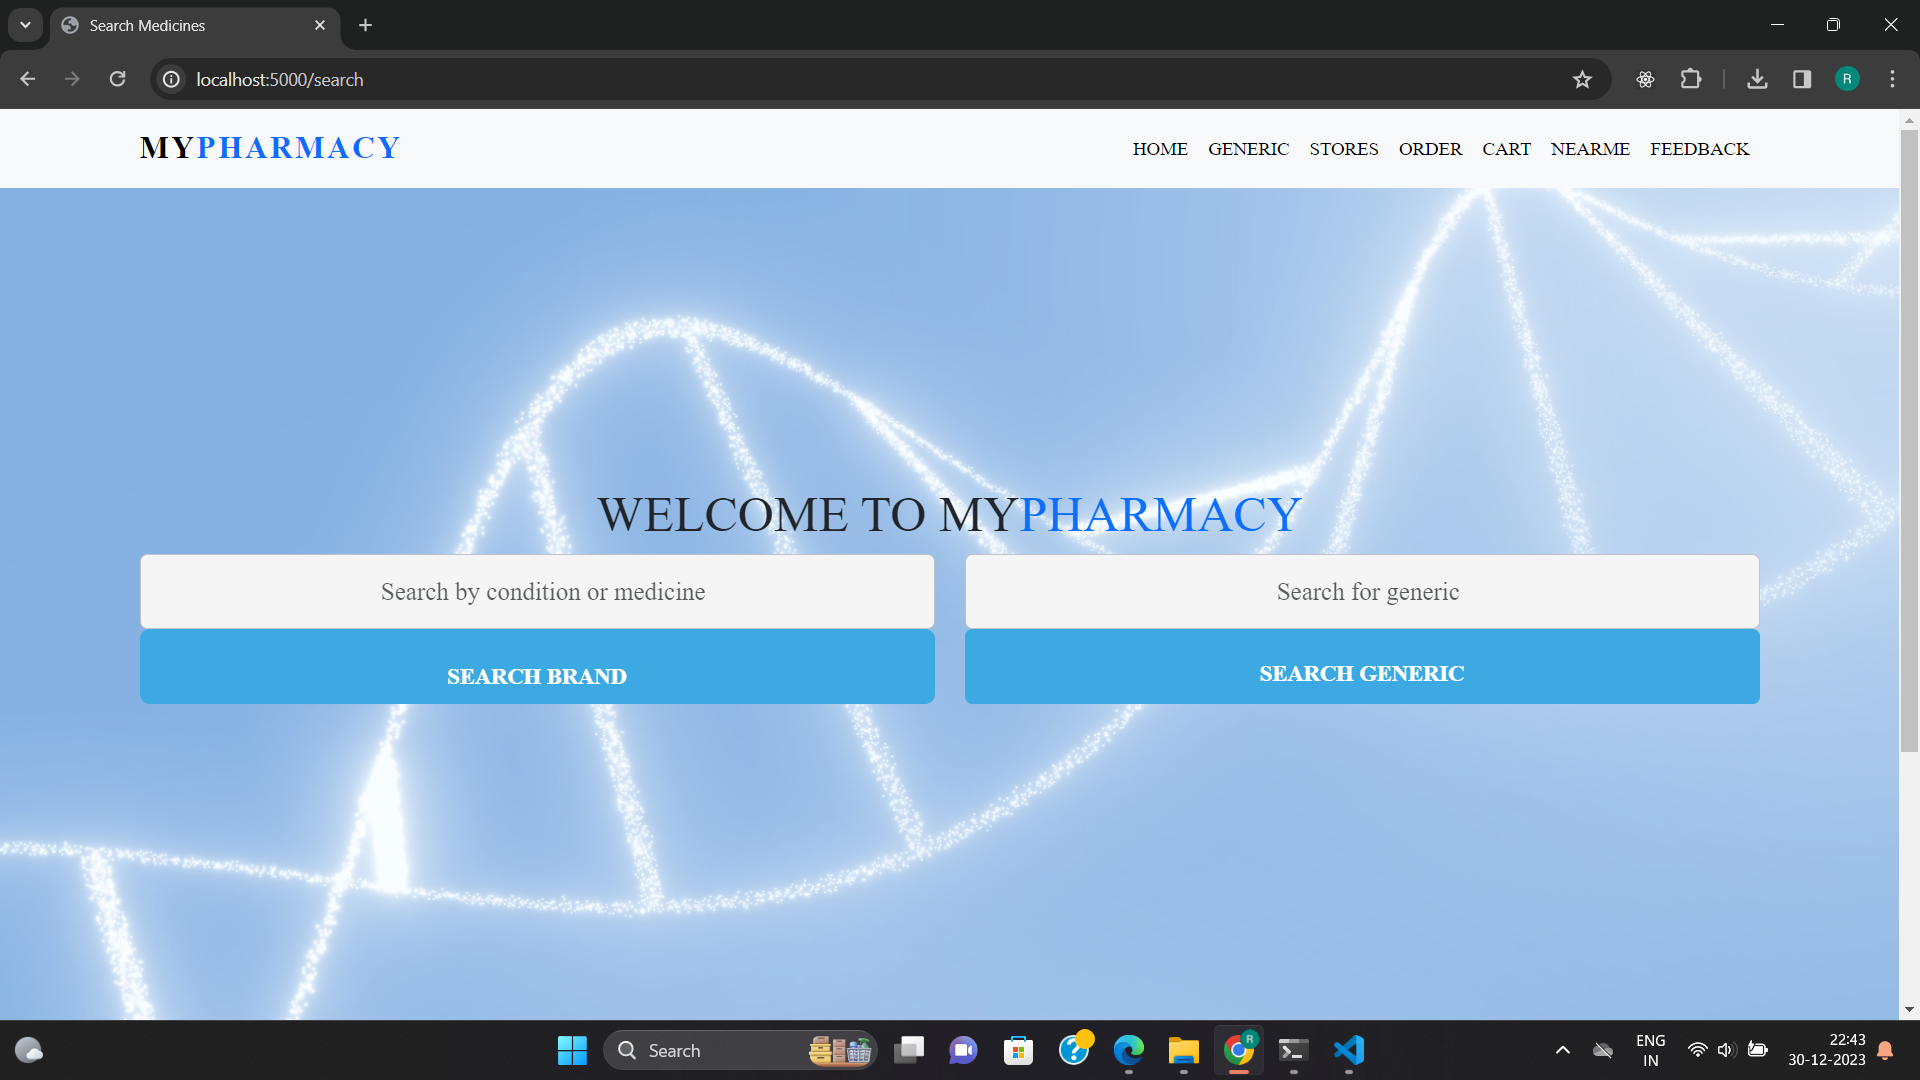 Search Medicines
localhost:5000/search
R
MYPHARMACY
HOME GENERIC STORES ORDER CART NEARME FEEDBACK
WELCOME TO MYPHARMACY
Search by condition or medicine
Search for generic
SEARCH BRAND
SEARCH GENERIC
Search
R
ENG
IN
22:43
30-12-2023